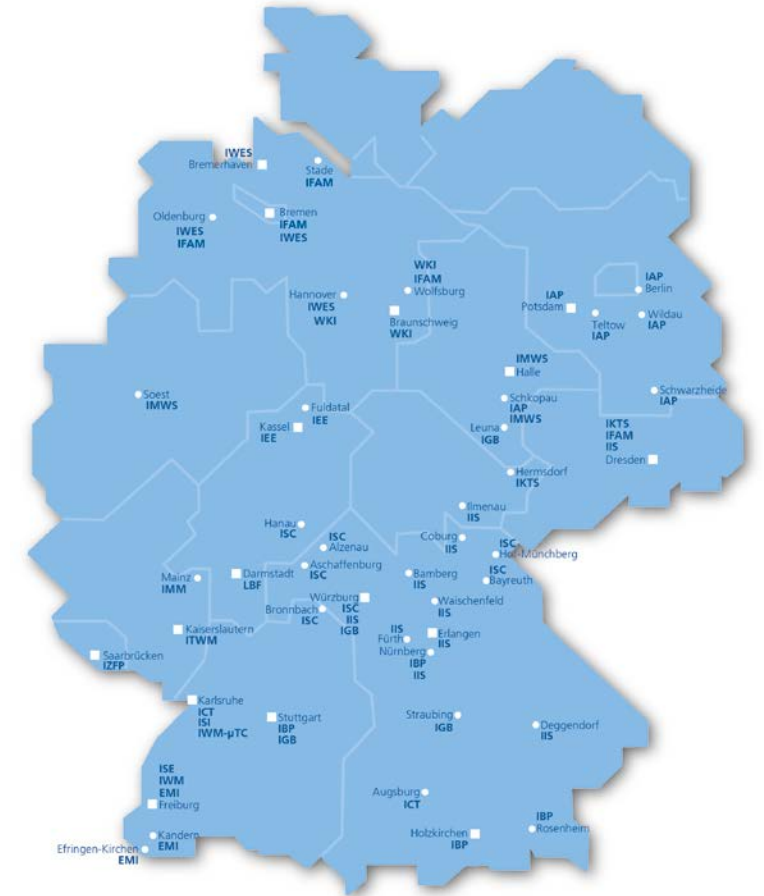 IWES
Bremerhaven
Stade
IFAM
Bremen
IFAM
IWES
Oldenburg
IWES
IFAM
WKI
IFAM
Wolfsburg
Hannover
IWES
WKI
Braunschweig
WKI
IAP
Potsdam
IAP
Berlin
Teltow
IAP
Wildau
IAP
IMWS
Halle
Soest
IMWS
Fuldatal
IEE
Kassel
IEE
Schkopau
IAP
IMWS
Leuna
IGB
Schwarzheide
IAP
IKTS
IFAM
IIS
Dresden
Hermsdorf
IKTS
Ilmenau
IIS
Hanau
ISC
ISC
Alzenau
Coburg
IIS
ISC
Hof-Münchberg
Aschaffenburg
ISC
Mainz
IMM
Darmstadt
LBF
Bamberg
IIS
ISC
Bayreuth
Würzburg
ISC
IIS
IGB
Bronnbach
ISC
Waischenfeld
IIS
Kaiserslautern
ITWM
IIS
Fürth
Erlangen
IIS
Nürnberg
IBP
IIS
Saarbrücken
IZFP
Karlsruhe
ICT
ISI
IWM-µTC
Stuttgart
IBP
IGB
Straubing
IGB
Deggendorf
IIS
ISE
IWM
EMI
Freiburg
Augsburg
ICT
IBP
Rosenheim
Holzkirchen
IBP
Kandern
EMI
Efringen-Kirchen
EMI